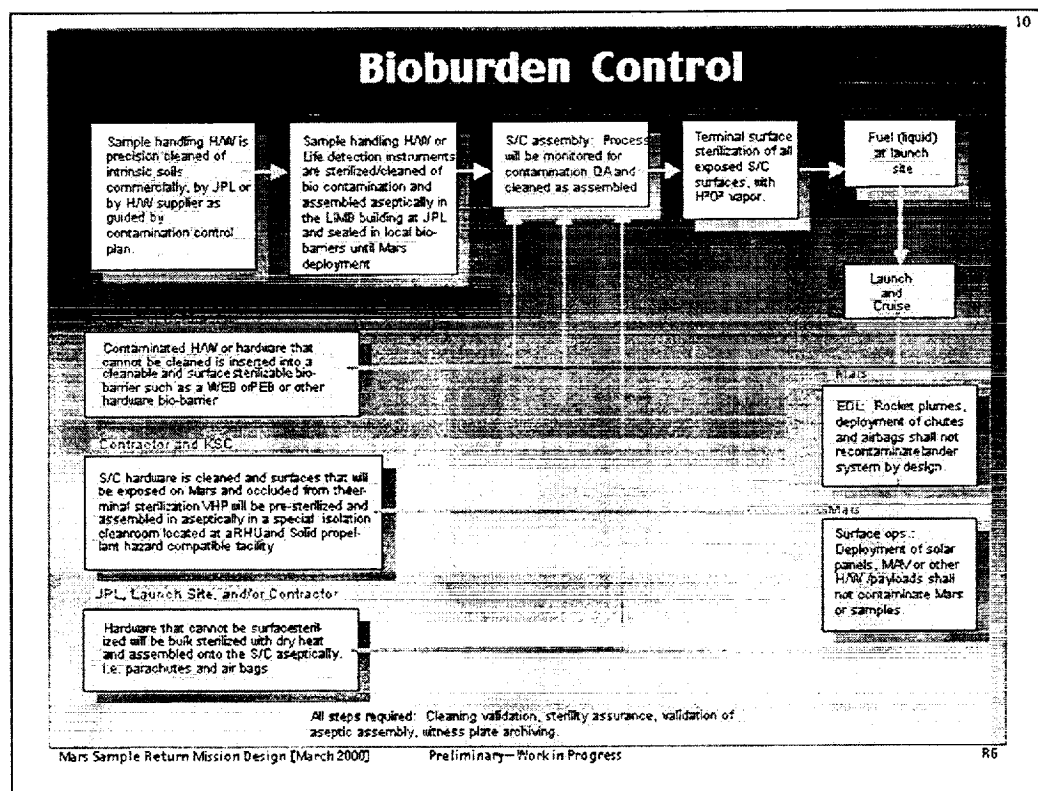 10
Bioburden Control
Sample handling H/W is
precision cleaned of
intrinsic soils
commercially, by JPL or
by H/W supplier as
guided by
contamination control
plan.
Sample handling H/W or
Life detection instruments
are sterilized/cleaned of
bio contamination and
assembled aseptically in
the LIMB building at JPL
and sealed in local bio-
barriers until Mars
deployment
S/C assembly: Process
will be monitored for
contamination QA and
cleaned as assembled
Terminal surface
sterilization of all
exposed S/C
surfaces, with
H²O² vapor.
Fuel (liquid)
at launch
site
Launch
and
Cruise
Contaminated H/W or hardware that
cannot be cleaned is inserted into a
cleanable and surface sterilizable bio-
barrier such as a WEB or PEB or other
hardware bio-barrier
Mars
EDL: Rocket plumes,
deployment of chutes
and airbags shall not
recontaminate lander
system by design.
Contractor and KSC
S/C hardware is cleaned and surfaces that will
be exposed on Mars and occluded from theer-
minal sterilization VHP will be pre-sterilized and
assembled in aseptically in a special isolation
cleanroom located at a RHU and Solid propel-
lant hazard compatible facility
Mars
Surface ops.:
Deployment of solar
panels, MAV or other
H/W/payloads shall
not contaminate Mars
or samples.
JPL, Launch Site, and/or Contractor
Hardware that cannot be surfacesteril-
ized will be bulk sterilized with dry heat
and assembled onto the S/C aseptically.
i.e. parachutes and air bags
All steps required: Cleaning validation, sterility assurance, validation of
aseptic assembly, witness plate archiving.
Mars Sample Return Mission Design [March 2000] Preliminary—Work in Progress R6